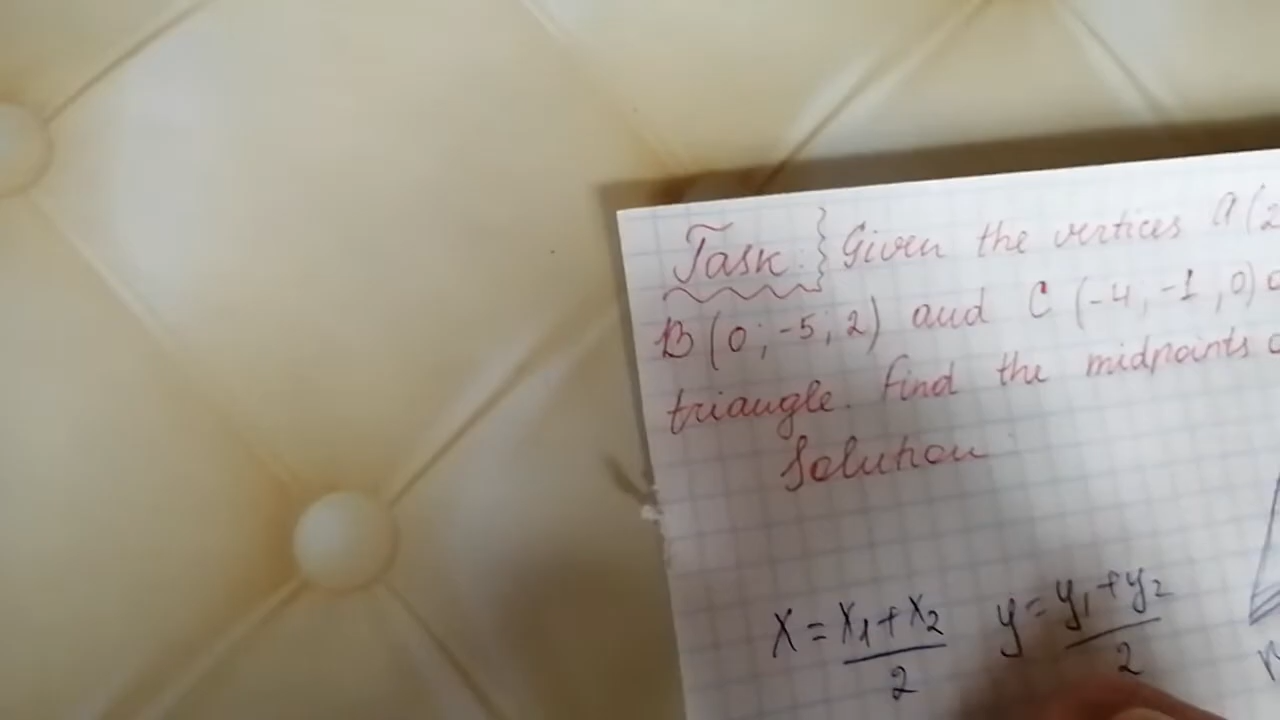 Task: } Given the vertices A(2
B(0; -5; 2) and C (-4, -1, 0)
triangle. Find the midpoints
Solution
X = X1+X2 / 2 y = y1+y2 / 2